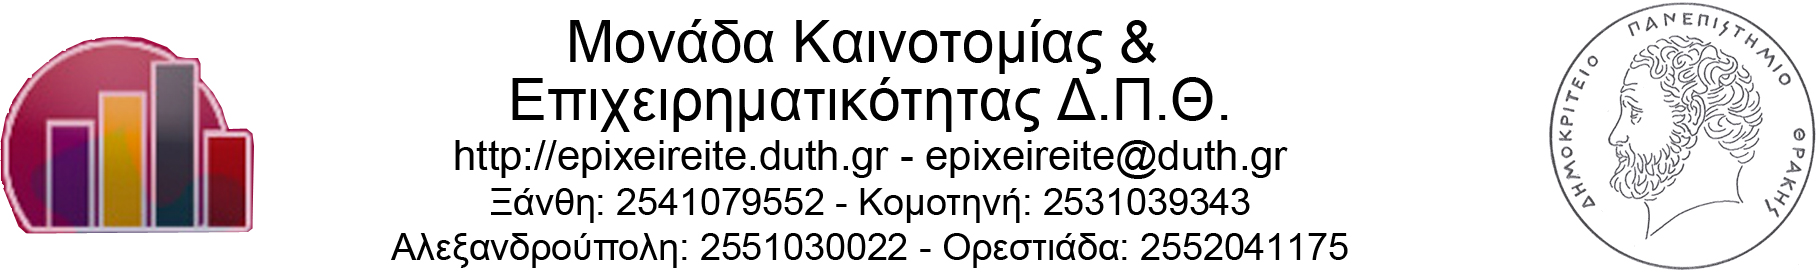 Μονάδα Καινοτομίας &
Επιχειρηματικότητας Δ.Π.Θ.
http://epixeireite.duth.gr - epixeireite@duth.gr
Ξάνθη: 2541079552 - Κομοτηνή: 2531039343
Αλεξανδρούπολη: 2551030022 - Ορεστιάδα: 2552041175
ΔΗΜΟΚΡΙΤΕΙΟ ΠΑΝΕΠΙΣΤΗΜΙΟ ΘΡΑΚΗΣ